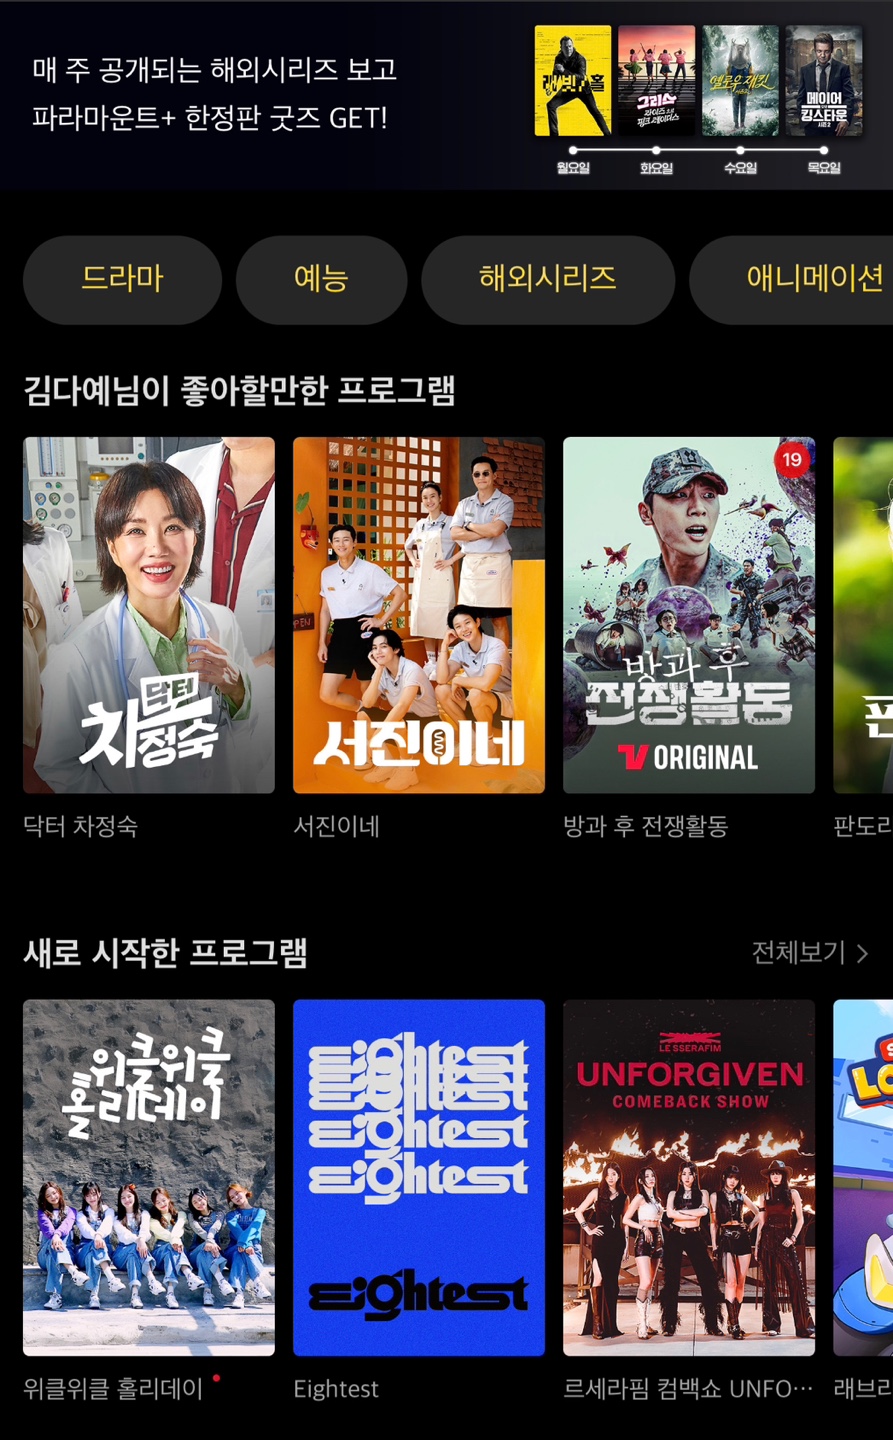 매 주 공개되는 해외시리즈 보고
파라마운트+ 한정판 굿즈 GET!
래빗 홀
그리스
라이즈 오브
핑크 레이디스
옐로우 재킷
메이어
킹스타운
시즌 2
월요일
화요일
수요일
목요일
드라마
예능
해외시리즈
애니메이션
김다예님이 좋아할만한 프로그램
닥터
차정숙
OPEN
서진이네
19
방과 후
전쟁활동
ORIGINAL
판
닥터 차정숙
서진이네
방과 후 전쟁활동
판도라
새로 시작한 프로그램
전체보기 >
위클위클
홀리데이
Eightest
Eightest
Eightest
Eightest
Eightest
LE SSERAFIM
UNFORGIVEN
COMEBACK SHOW
LO
위클위클 홀리데이
Eightest
르세라핌 컴백쇼 UNFO···
래브라